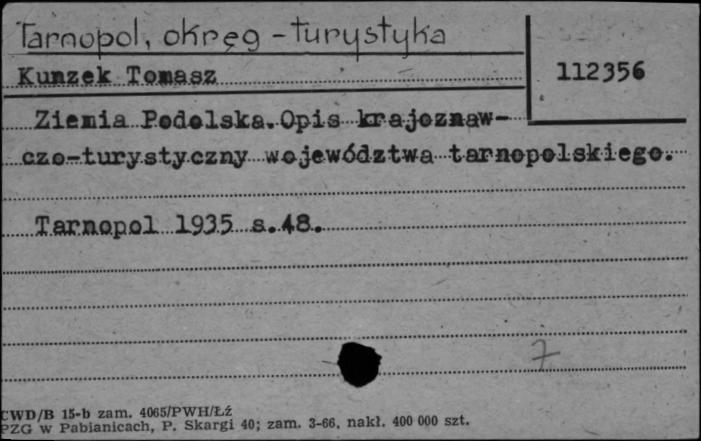 Tarnopol, okręg - turystyka
Kunzek Tomasz
112356
Ziemia Podolska. Opis krajoznaw-
czo-turystyczny województwa tarnopolskiego.
Tarnopol 1935 s. 48.
7
CWD/B 15-b zam. 4065/PWH/Łź
PZG w Pabianicach, P. Skargi 40; zam. 3-66, nakł. 400 000 szt.